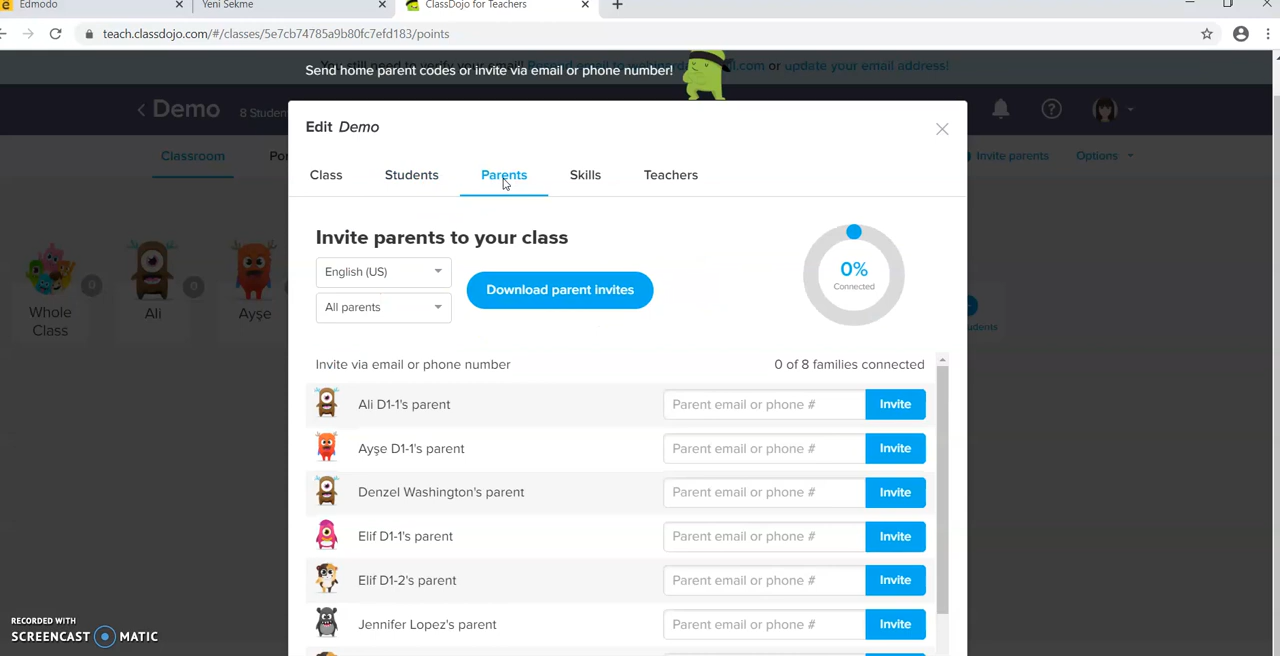 Edmodo
Yeni Sekme
ClassDojo for Teachers
teach.classdojo.com/#/classes/5e7cb74785a9b80fc7efd183/points
Send home parent codes or invite via email or phone number!
or update your email address!
Demo
8 Studen
Edit Demo
Classroom
Po
Invite parents
Options
Class
Students
Parents
Skills
Teachers
Invite parents to your class
English (US)
All parents
Download parent invites
0%
Connected
0
0
Whole
Class
Ali
Ayşe
udents
Invite via email or phone number
0 of 8 families connected
Ali D1-1's parent
Parent email or phone #
Invite
Ayşe D1-1's parent
Parent email or phone #
Invite
Denzel Washington's parent
Parent email or phone #
Invite
Elif D1-1's parent
Parent email or phone #
Invite
Elif D1-2's parent
Parent email or phone #
Invite
Jennifer Lopez's parent
Parent email or phone #
Invite
RECORDED WITH
SCREENCAST MATIC